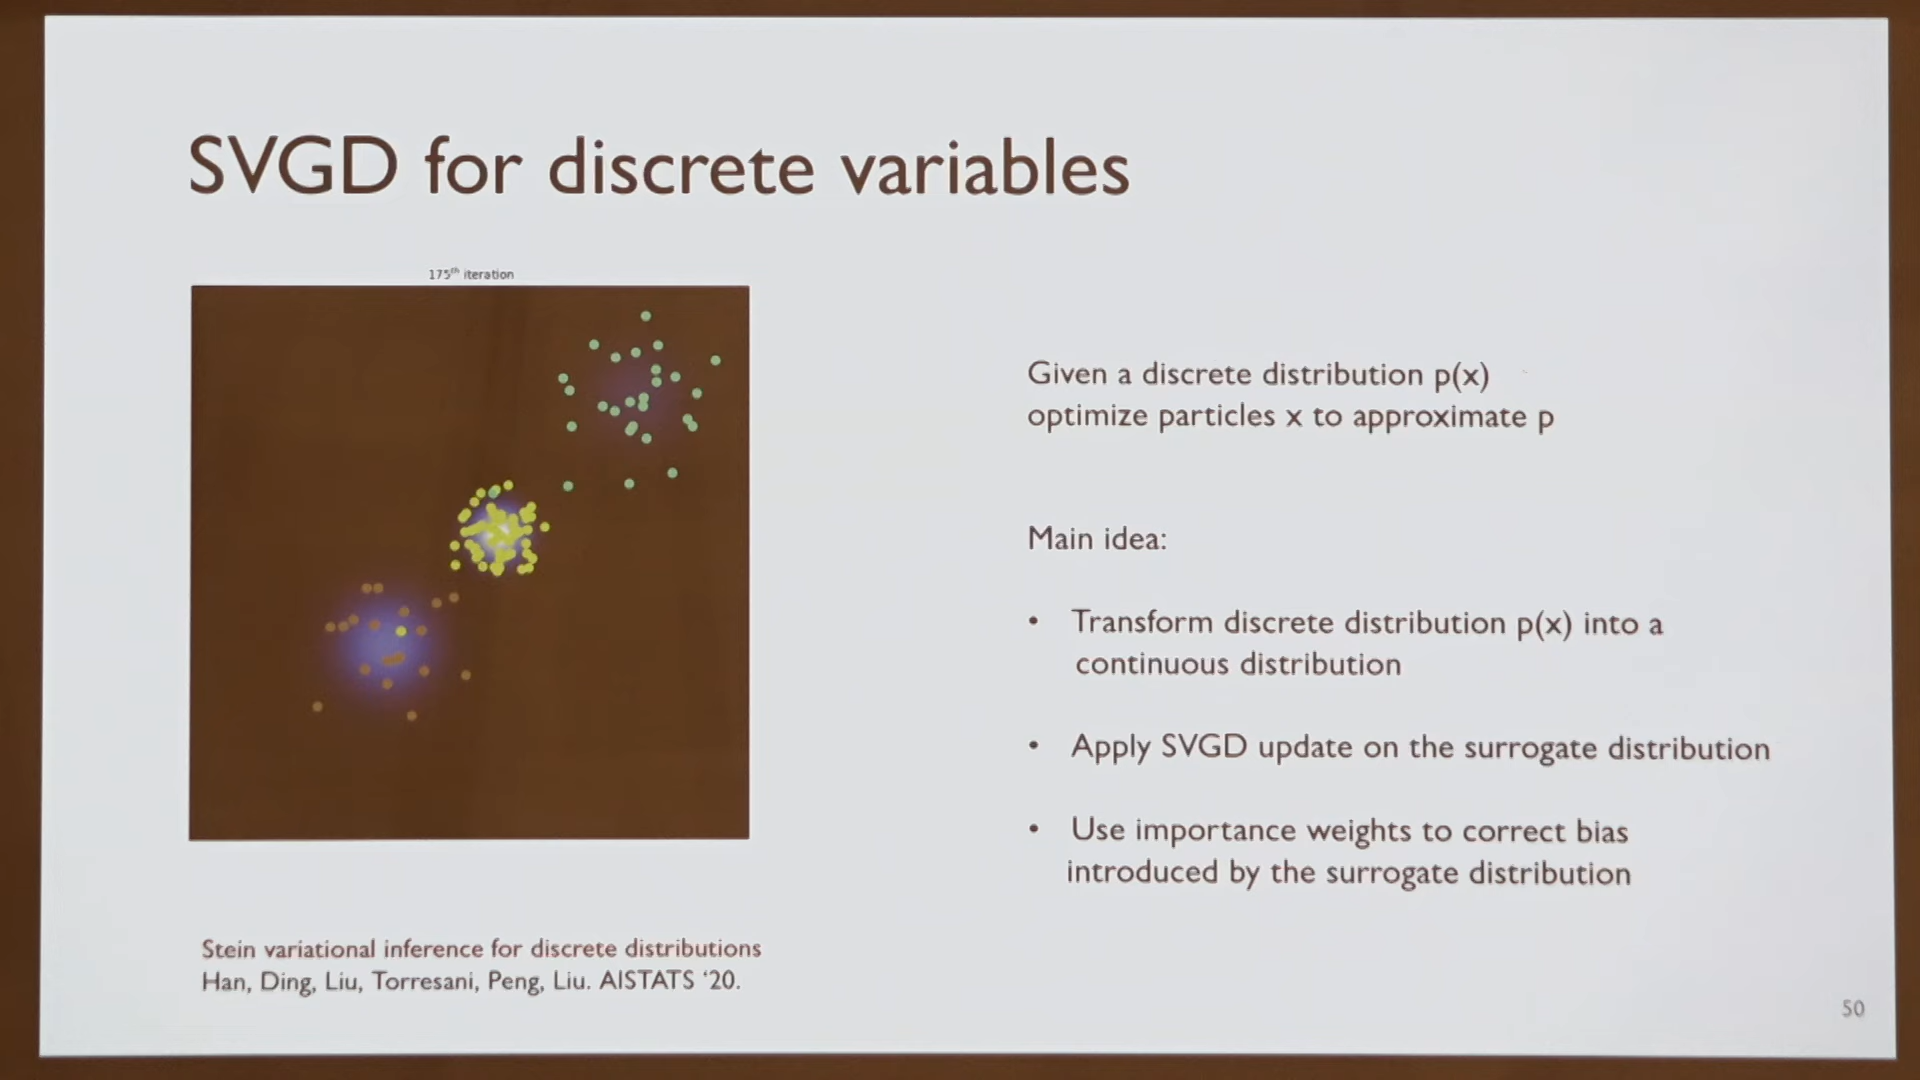 SVGD for discrete variables
175th iteration
Given a discrete distribution p(x)
optimize particles x to approximate p
Main idea:
• Transform discrete distribution p(x) into a
continuous distribution
• Apply SVGD update on the surrogate distribution
• Use importance weights to correct bias
introduced by the surrogate distribution
Stein variational inference for discrete distributions
Han, Ding, Liu, Torresani, Peng, Liu. AISTATS ‘20.
50